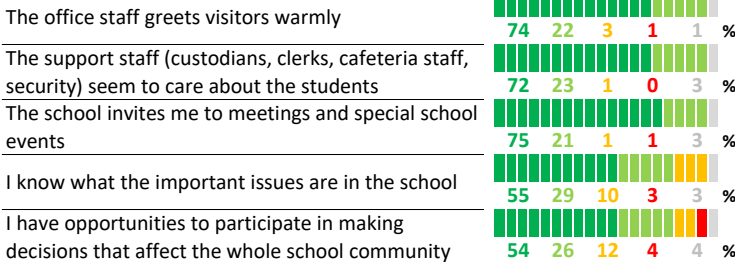 The office staff greets visitors warmly
74 22 3 1 1 %
The support staff (custodians, clerks, cafeteria staff,
security) seem to care about the students
72 23 1 0 3 %
The school invites me to meetings and special school
events
75 21 1 1 3 %
I know what the important issues are in the school
55 29 10 3 3 %
I have opportunities to participate in making
decisions that affect the whole school community
54 26 12 4 4 %